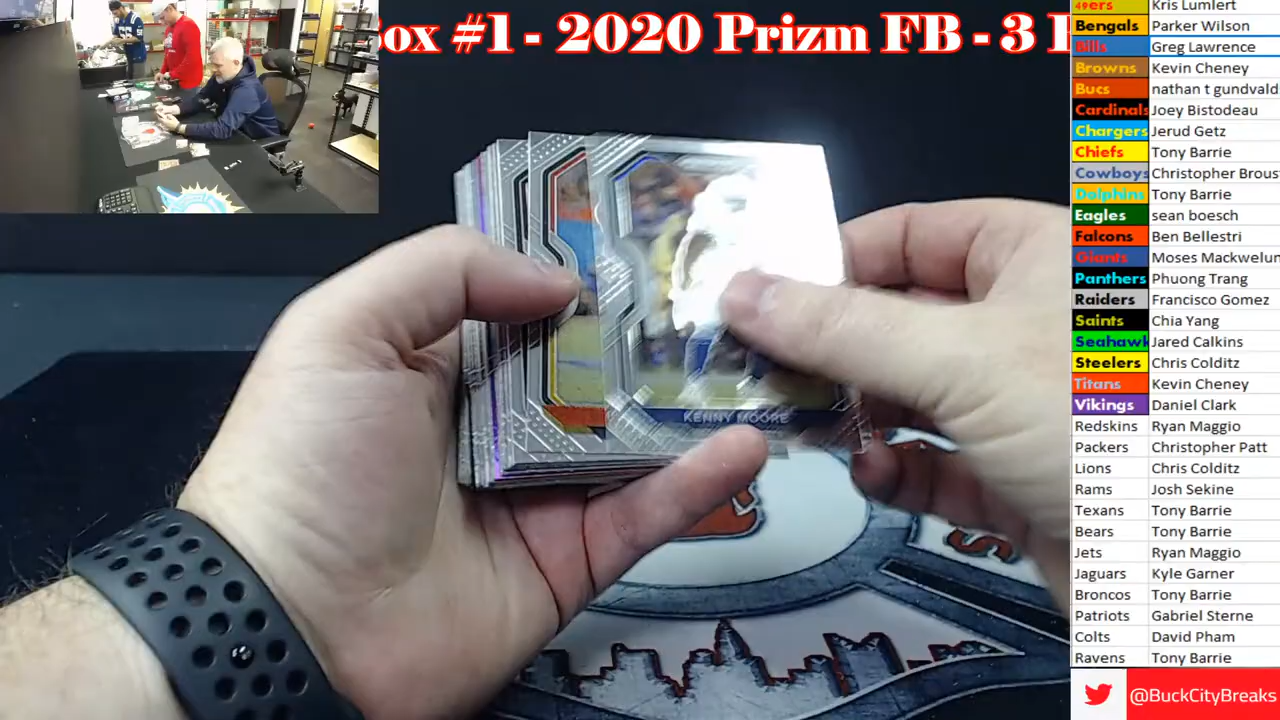 Box #1 - 2020 Prizm FB - 3
49ers Kris Lumlert
Bengals Parker Wilson
Bills Greg Lawrence
Browns Kevin Cheney
Bucs nathan t gundvald
Cardinals Joey Bistodeau
Chargers Jerud Getz
Chiefs Tony Barrie
Cowboys Christopher Brous
Dolphins Tony Barrie
Eagles sean boesch
Falcons Ben Bellestri
Giants Moses Mackwelun
Panthers Phuong Trang
Raiders Francisco Gomez
Saints Chia Yang
Seahawk Jared Calkins
Steelers Chris Colditz
Titans Kevin Cheney
Vikings Daniel Clark
Redskins Ryan Maggio
Packers Christopher Patt
Lions Chris Colditz
Rams Josh Sekine
Texans Tony Barrie
Bears Tony Barrie
Jets Ryan Maggio
Jaguars Kyle Garner
Broncos Tony Barrie
Patriots Gabriel Sterne
Colts David Pham
Ravens Tony Barrie
@BuckCityBreaks
KENNY MOORE